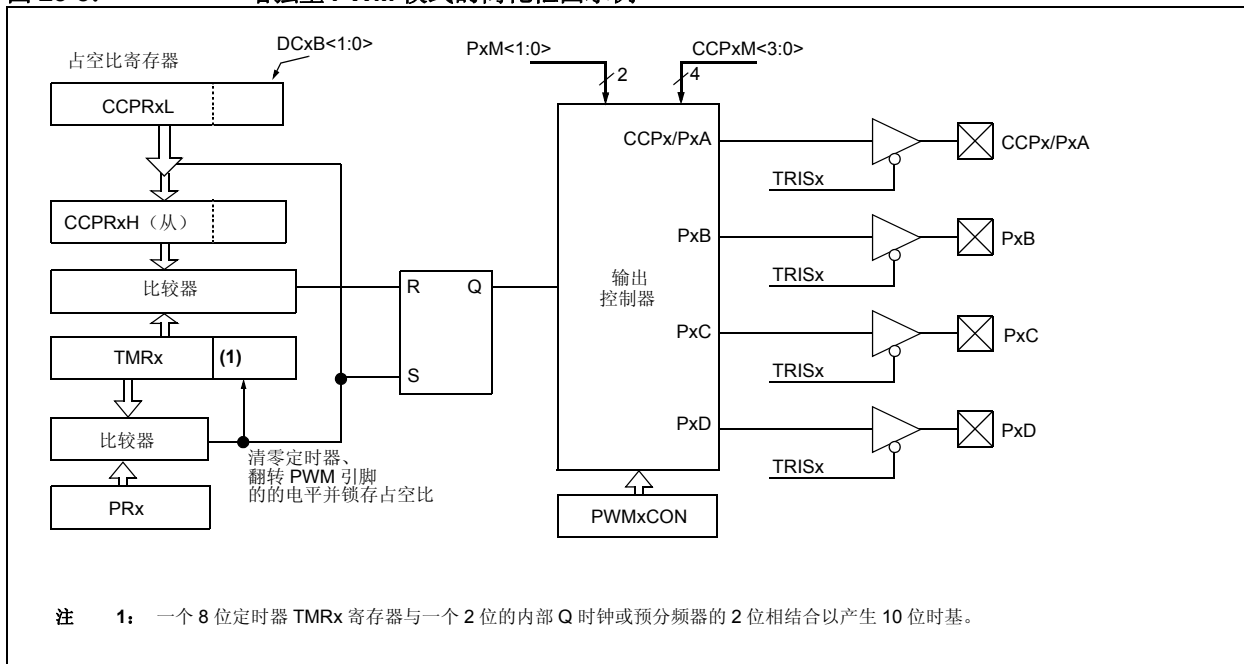 DCxB<1:0>
占空比寄存器
CCPRxL
CCPRxH（从）
比较器
TMRx
(1)
比较器
PRx
清零定时器、
翻转 PWM 引脚
的的电平并锁存占空比
R
Q
S
PxM<1:0>
2
CCPxM<3:0>
4
输出
控制器
CCPx/PxA
PxB
PxC
PxD
PWMxCON
TRISx
CCPx/PxA
TRISx
PxB
TRISx
PxC
TRISx
PxD
注 1： 一个 8 位定时器 TMRx 寄存器与一个 2 位的内部 Q 时钟或预分频器的 2 位相结合以产生 10 位时基。